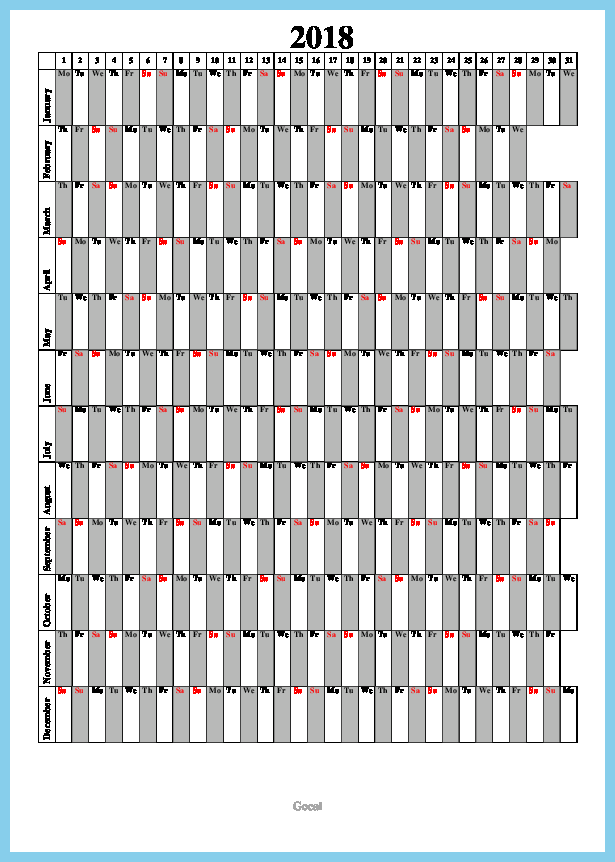 2018
1 2 3 4 5 6 7 8 9 10 11 12 13 14 15 16 17 18 19 20 21 22 23 24 25 26 27 28 29 30 31
January Mo Tu We Th Fr Sa Su Mo Tu We Th Fr Sa Su Mo Tu We Th Fr Sa Su Mo Tu We Th Fr Sa Su Mo Tu We
February Th Fr Sa Su Mo Tu We Th Fr Sa Su Mo Tu We Th Fr Sa Su Mo Tu We Th Fr Sa Su Mo Tu We
March Th Fr Sa Su Mo Tu We Th Fr Sa Su Mo Tu We Th Fr Sa Su Mo Tu We Th Fr Sa Su Mo Tu We Th Fr Sa
April Su Mo Tu We Th Fr Sa Su Mo Tu We Th Fr Sa Su Mo Tu We Th Fr Sa Su Mo Tu We Th Fr Sa Su Mo
May Tu We Th Fr Sa Su Mo Tu We Th Fr Sa Su Mo Tu We Th Fr Sa Su Mo Tu We Th Fr Sa Su Mo Tu We Th
June Fr Sa Su Mo Tu We Th Fr Sa Su Mo Tu We Th Fr Sa Su Mo Tu We Th Fr Sa Su Mo Tu We Th Fr Sa
July Su Mo Tu We Th Fr Sa Su Mo Tu We Th Fr Sa Su Mo Tu We Th Fr Sa Su Mo Tu We Th Fr Sa Su Mo Tu
August We Th Fr Sa Su Mo Tu We Th Fr Sa Su Mo Tu We Th Fr Sa Su Mo Tu We Th Fr Sa Su Mo Tu We Th Fr
September Sa Su Mo Tu We Th Fr Sa Su Mo Tu We Th Fr Sa Su Mo Tu We Th Fr Sa Su Mo Tu We Th Fr Sa Su
October Mo Tu We Th Fr Sa Su Mo Tu We Th Fr Sa Su Mo Tu We Th Fr Sa Su Mo Tu We Th Fr Sa Su Mo Tu We
November Th Fr Sa Su Mo Tu We Th Fr Sa Su Mo Tu We Th Fr Sa Su Mo Tu We Th Fr Sa Su Mo Tu We Th Fr
December Sa Su Mo Tu We Th Fr Sa Su Mo Tu We Th Fr Sa Su Mo Tu We Th Fr Sa Su Mo Tu We Th Fr Sa Su Mo
Gocal